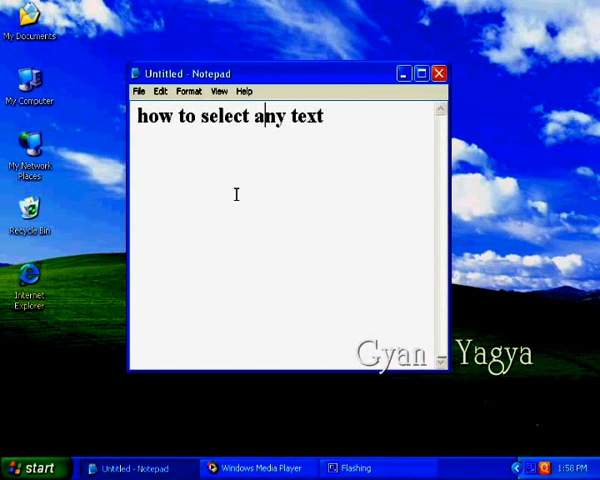 My Documents
My Computer
My Network
Places
Recycle Bin
Internet
Explorer
Untitled - Notepad
File Edit Format View Help
how to select any text
Gyan - Yagya
start
Untitled - Notepad
Windows Media Player
Flashing
1:58 PM